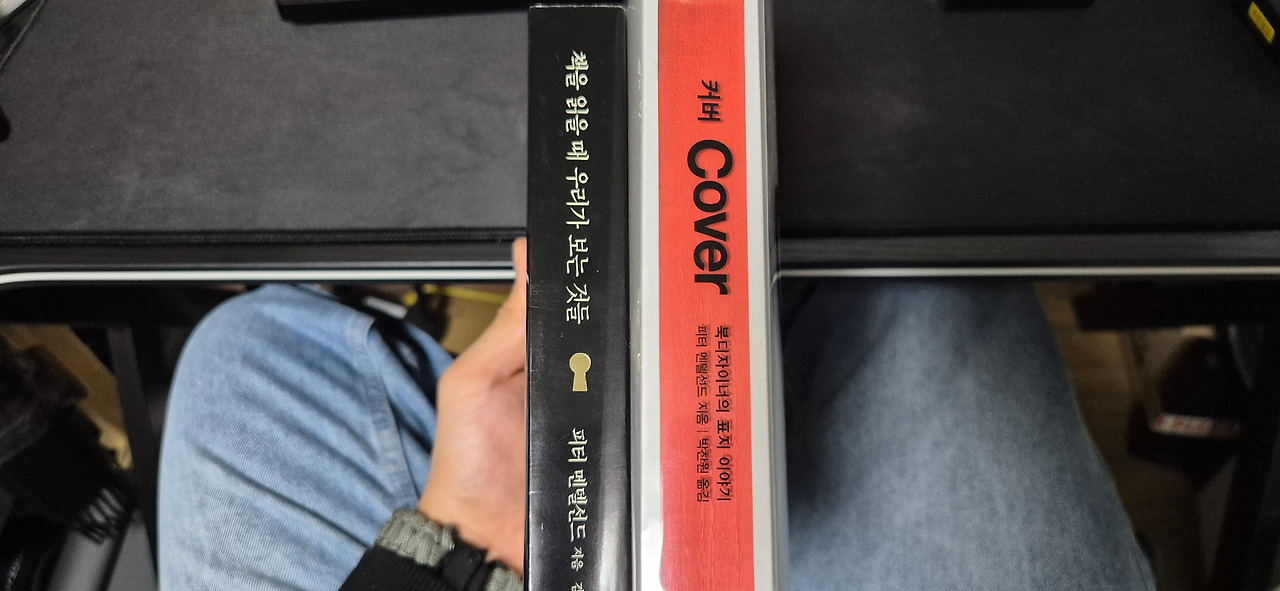 책을 읽을 때 우리가 보는 것들
피터 멘델선드 지음
커버 Cover
북디자이너의 표지 이야기
피터 멘델선드 지음 | 박찬원 옮김